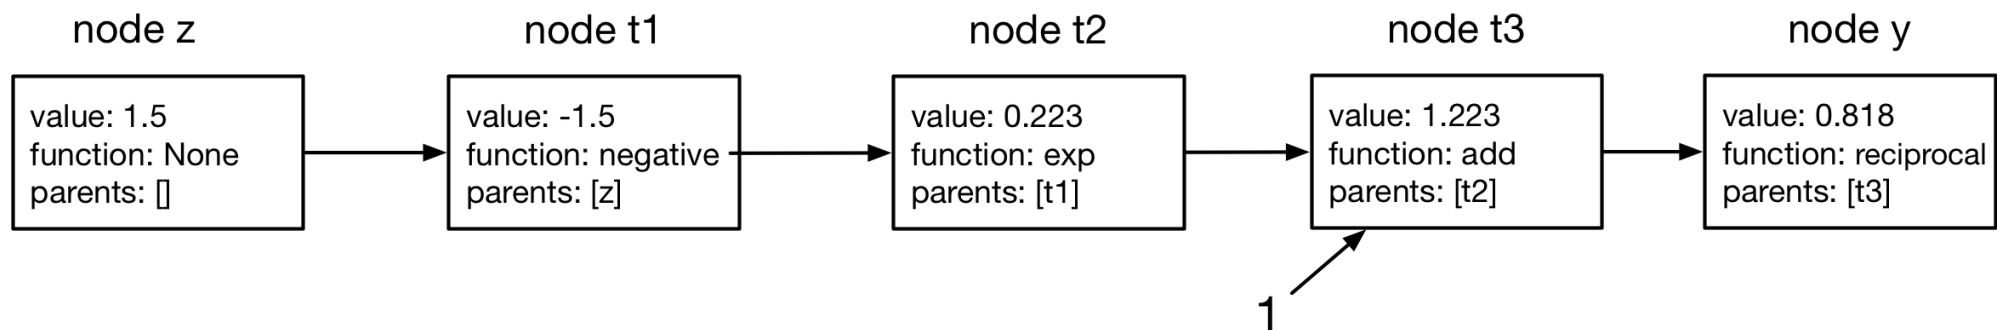 node z
value: 1.5
function: None
parents: []
node t1
value: -1.5
function: negative
parents: [z]
node t2
value: 0.223
function: exp
parents: [t1]
node t3
value: 1.223
function: add
parents: [t2]
1
node y
value: 0.818
function: reciprocal
parents: [t3]